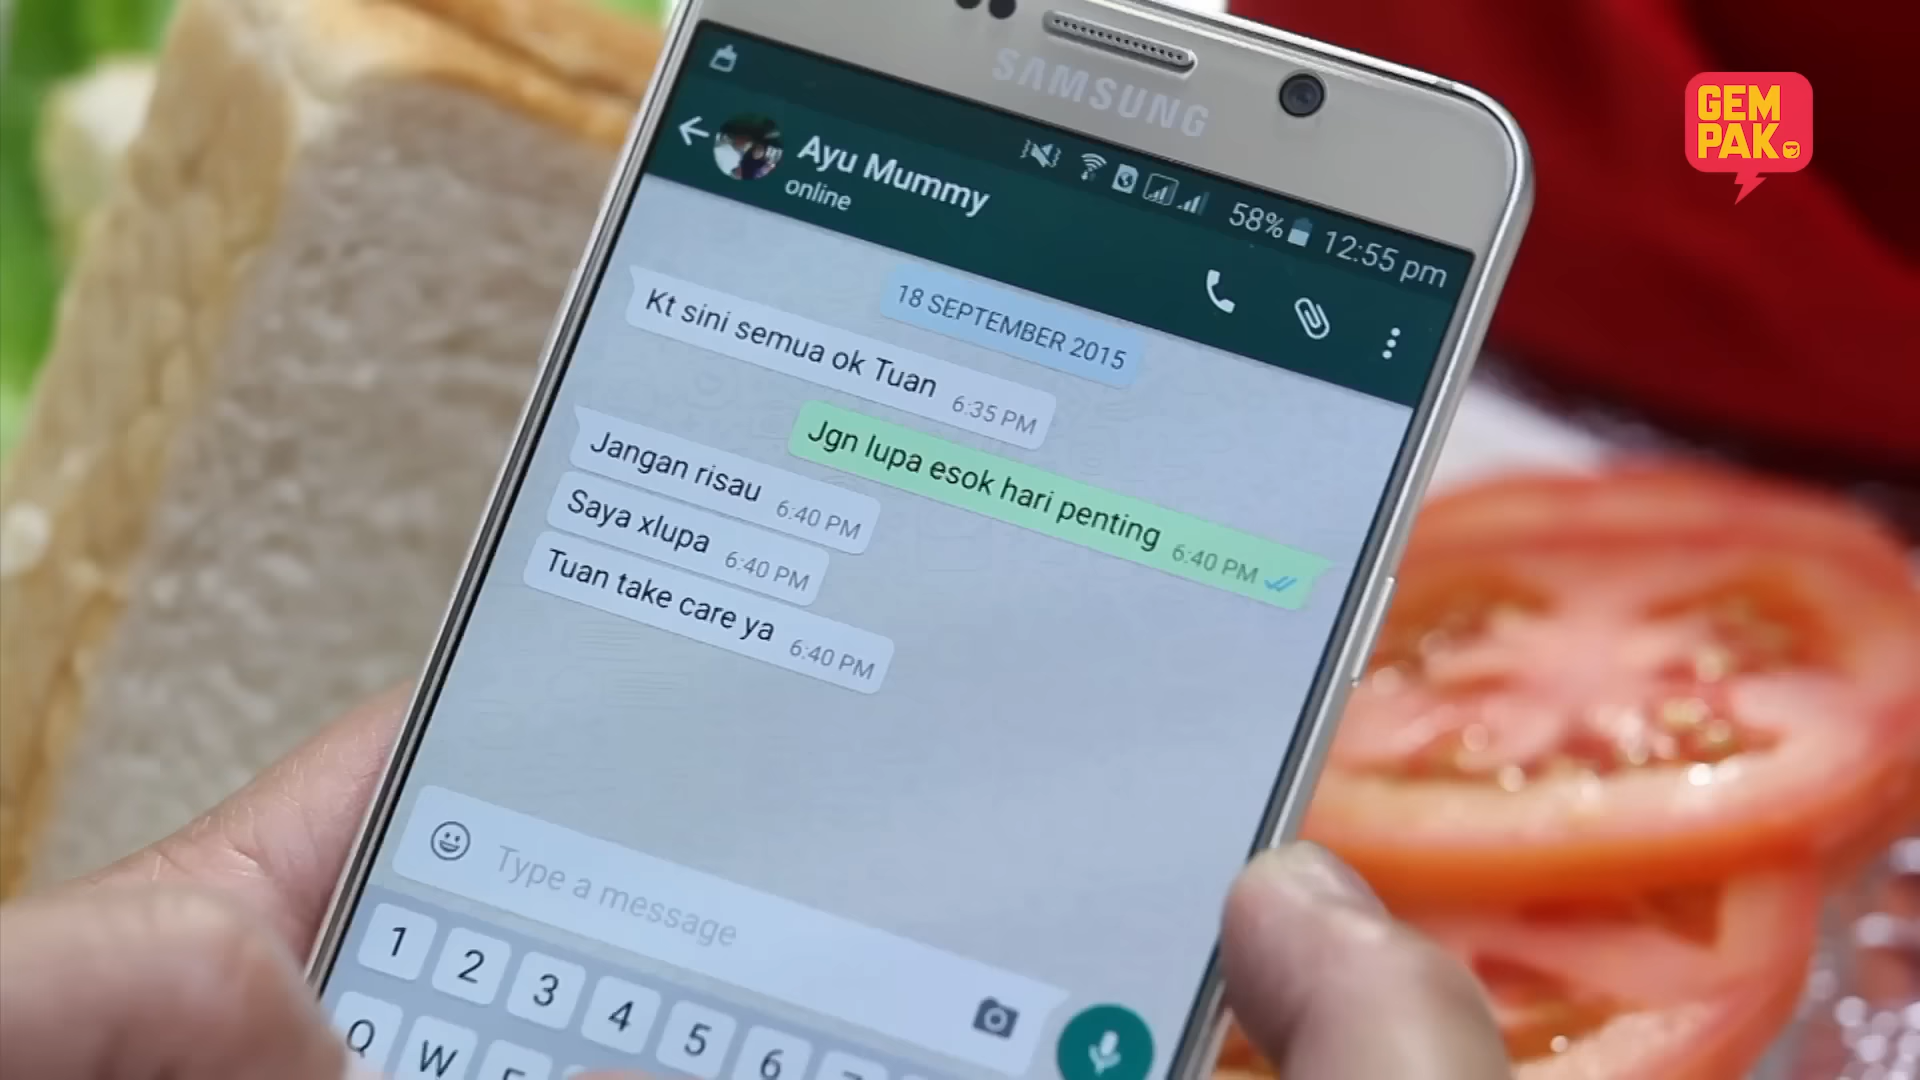 SAMSUNG
58% 12:55 pm
Ayu Mummy
online
18 SEPTEMBER 2015
Kt sini semua ok Tuan 6:35 PM
Jgn lupa esok hari penting 6:40 PM
Jangan risau 6:40 PM
Saya xlupa 6:40 PM
Tuan take care ya 6:40 PM
Type a message
1 2 3 4 5 6
Q W
GEM
PAK